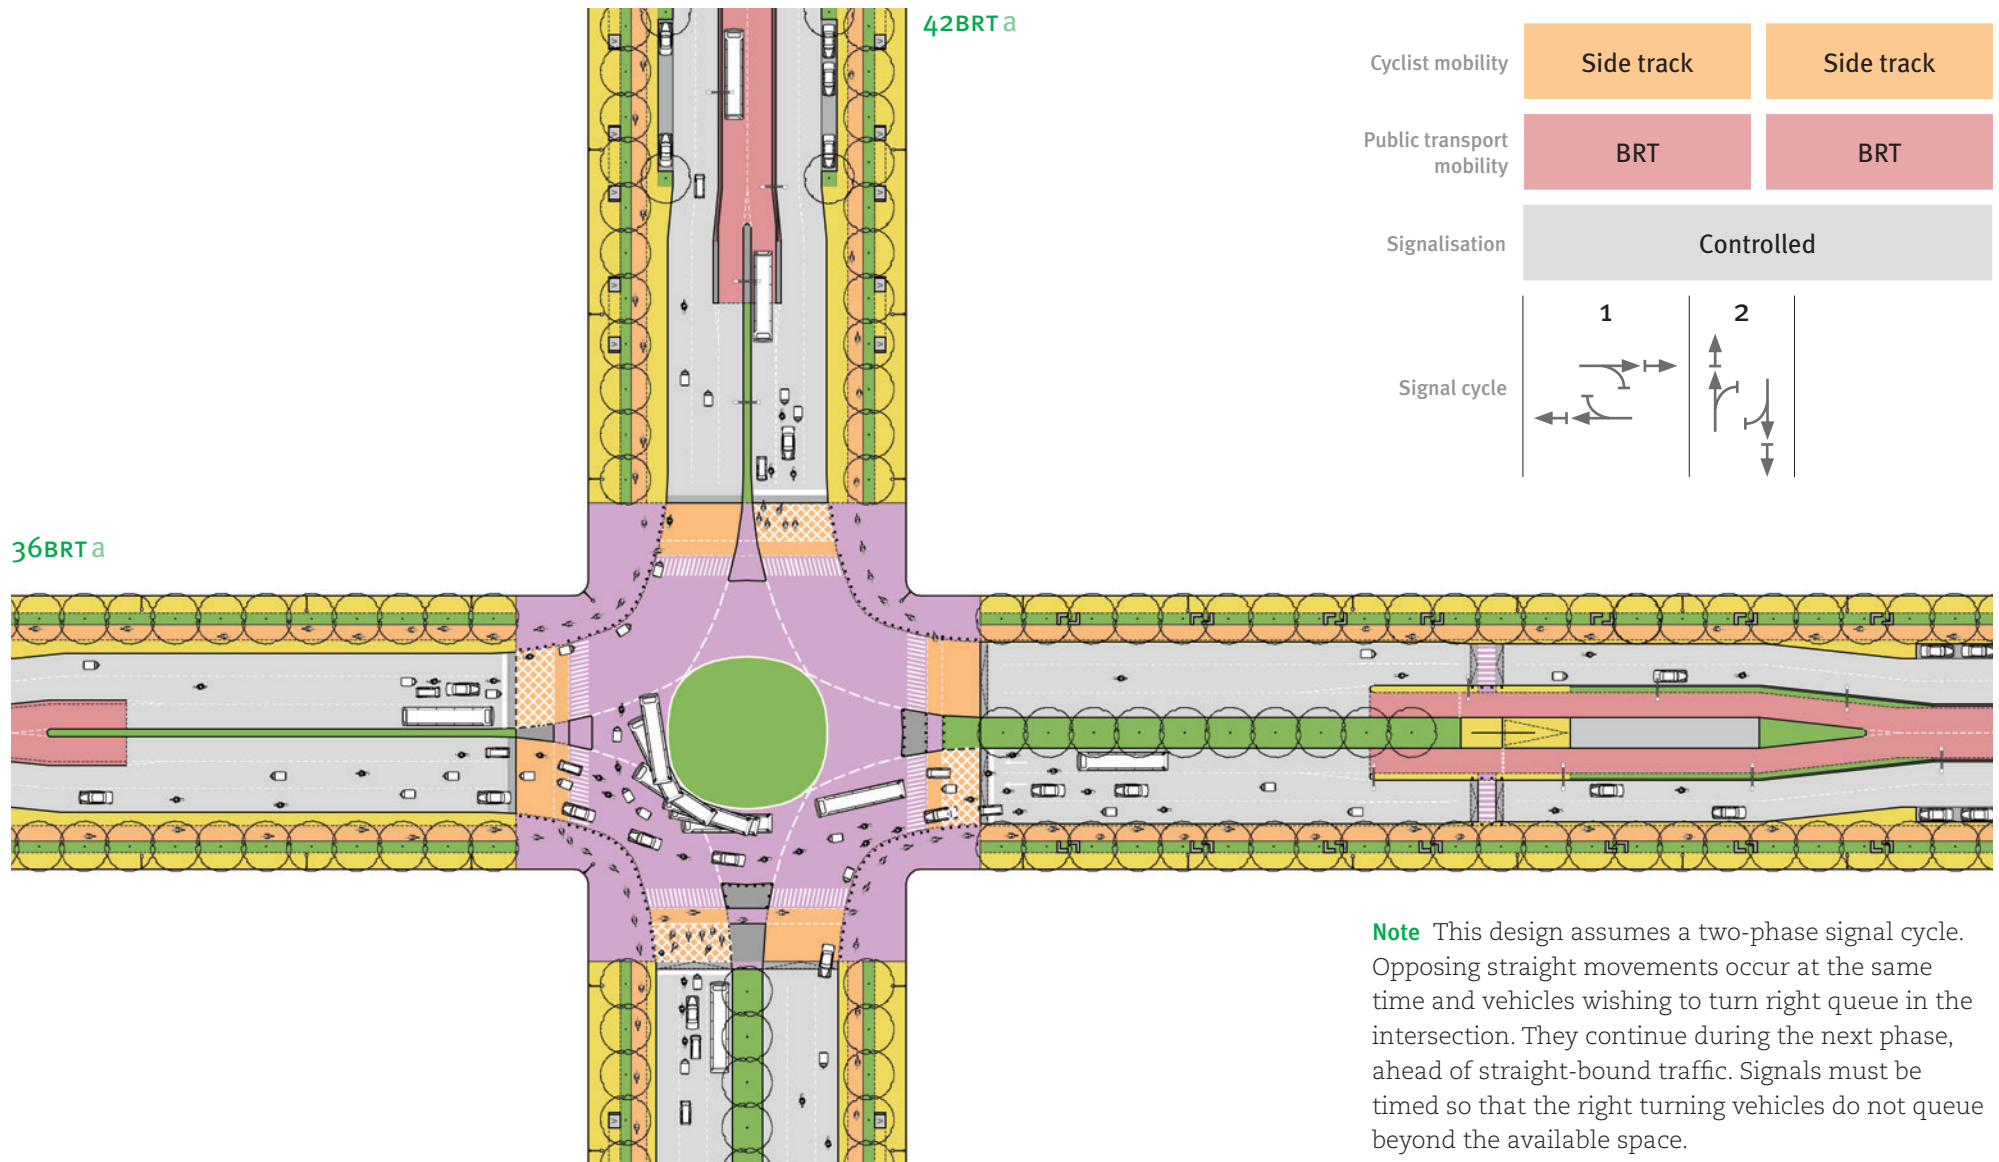 42BRT a
36BRT a
Cyclist mobility
Side track
Side track
Public transport
mobility
BRT
BRT
Signalisation
Controlled
1
2
Signal cycle
Note This design assumes a two-phase signal cycle.
Opposing straight movements occur at the same
time and vehicles wishing to turn right queue in the
intersection. They continue during the next phase,
ahead of straight-bound traffic. Signals must be
timed so that the right turning vehicles do not queue
beyond the available space.